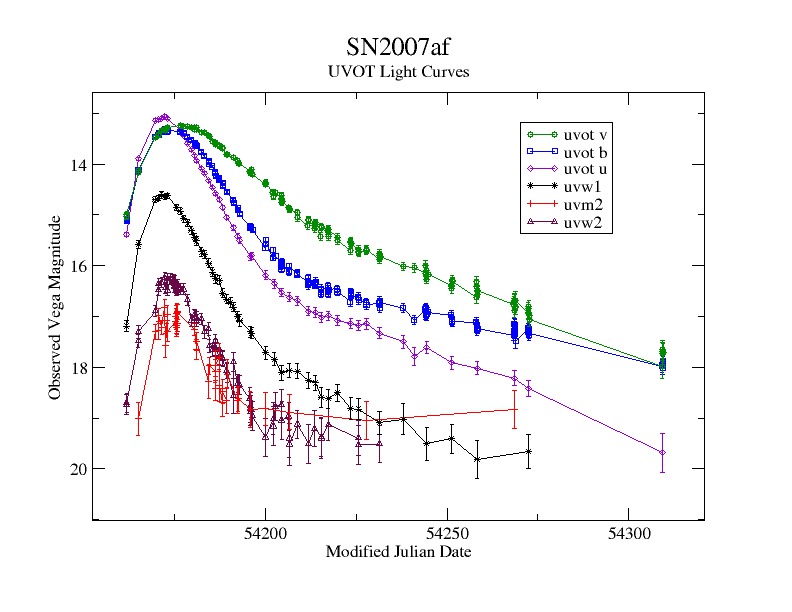 SN2007af
UVOT Light Curves
uvot v
uvot b
uvot u
uvw1
uvm2
uvw2
14
16
18
20
Observed Vega Magnitude
54200
54250
54300
Modified Julian Date